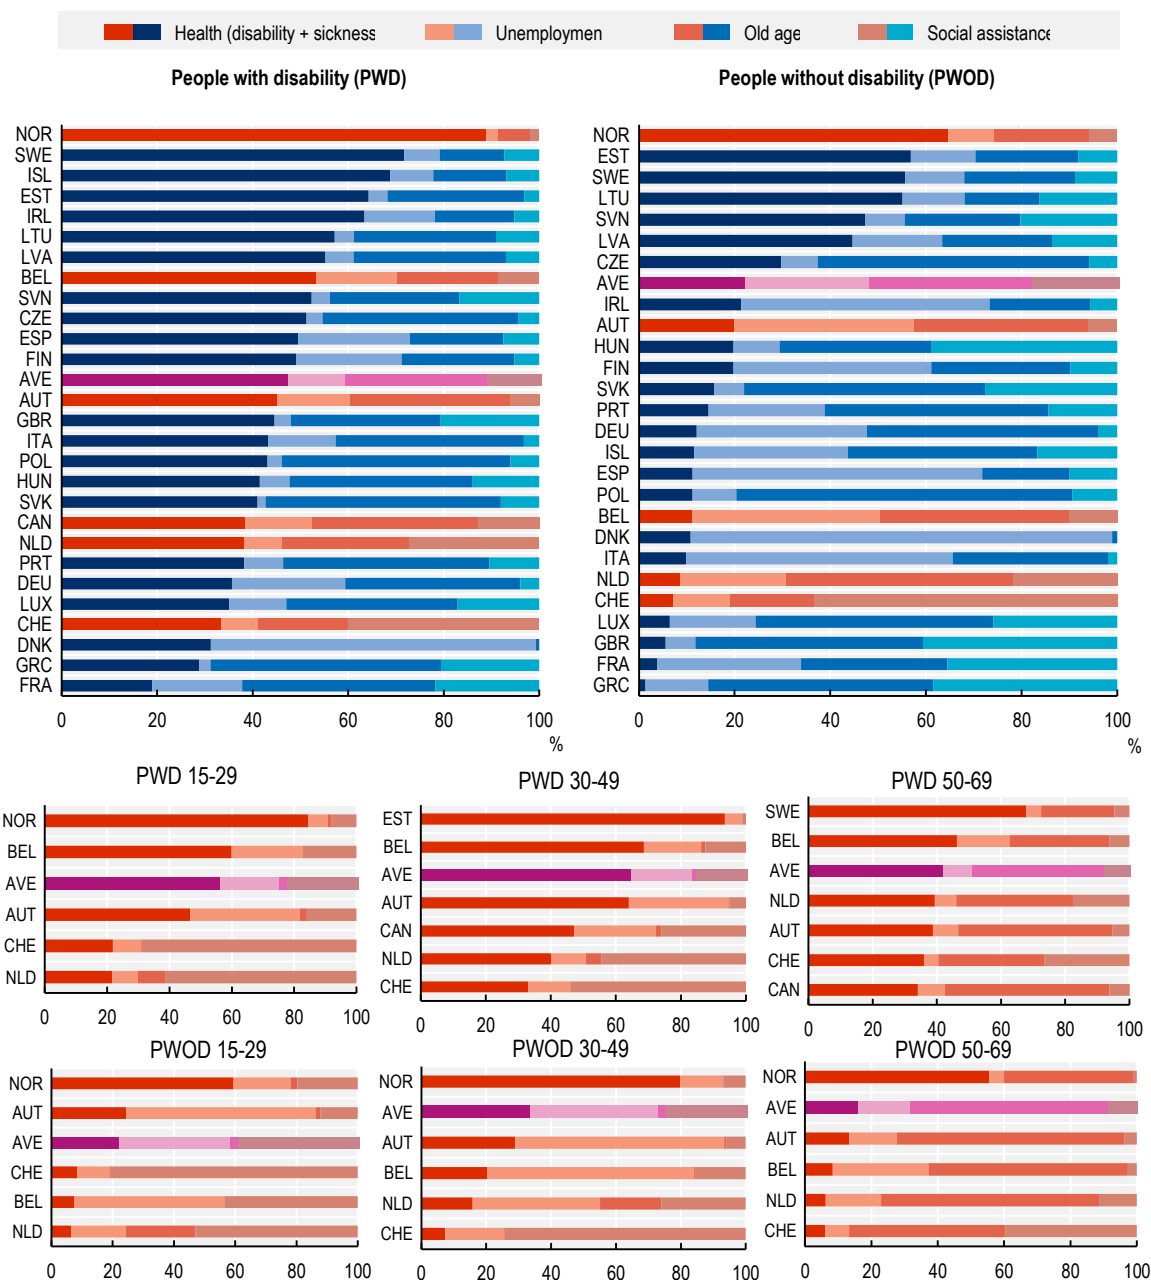 Health (disability + sickness Unemploymen Old age Social assistance
People with disability (PWD)
NOR
SWE
ISL
EST
IRL
LTU
LVA
BEL
SVN
CZE
ESP
FIN
AVE
AUT
GBR
ITA
POL
HUN
SVK
CAN
NLD
PRT
DEU
LUX
CHE
DNK
GRC
FRA
0 20 40 60 80 100
%
People without disability (PWOD)
NOR
EST
SWE
LTU
SVN
LVA
CZE
AVE
IRL
AUT
HUN
FIN
SVK
PRT
DEU
ISL
ESP
POL
BEL
DNK
ITA
NLD
CHE
LUX
GBR
FRA
GRC
0 20 40 60 80 100
%
PWD 15-29
NOR
BEL
AVE
AUT
CHE
NLD
0 20 40 60 80 100
PWD 30-49
EST
BEL
AVE
AUT
CAN
NLD
CHE
0 20 40 60 80 100
PWD 50-69
SWE
BEL
AVE
NLD
AUT
CHE
CAN
0 20 40 60 80 100
PWOD 15-29
NOR
AUT
AVE
CHE
BEL
NLD
0 20 40 60 80 100
PWOD 30-49
NOR
AVE
AUT
BEL
NLD
CHE
0 20 40 60 80 100
PWOD 50-69
NOR
AVE
AUT
BEL
NLD
CHE
0 20 40 60 80 100